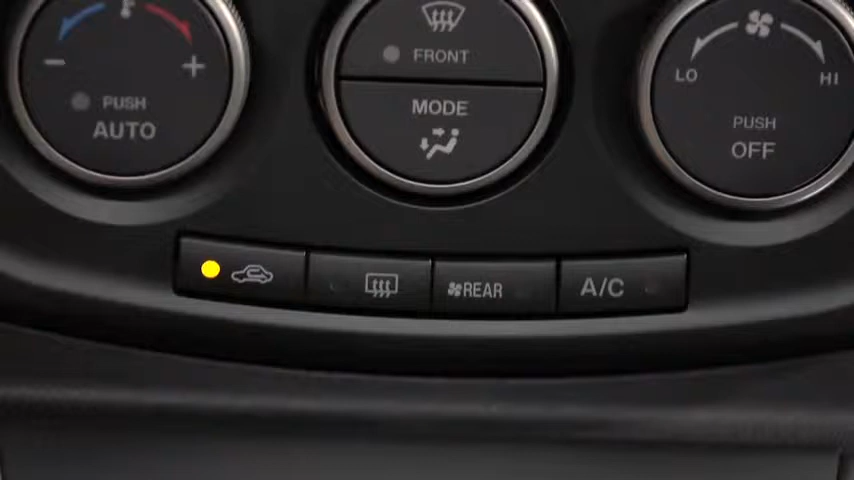 PUSH
AUTO
FRONT
MODE
LO
HI
PUSH
OFF
REAR
A/C